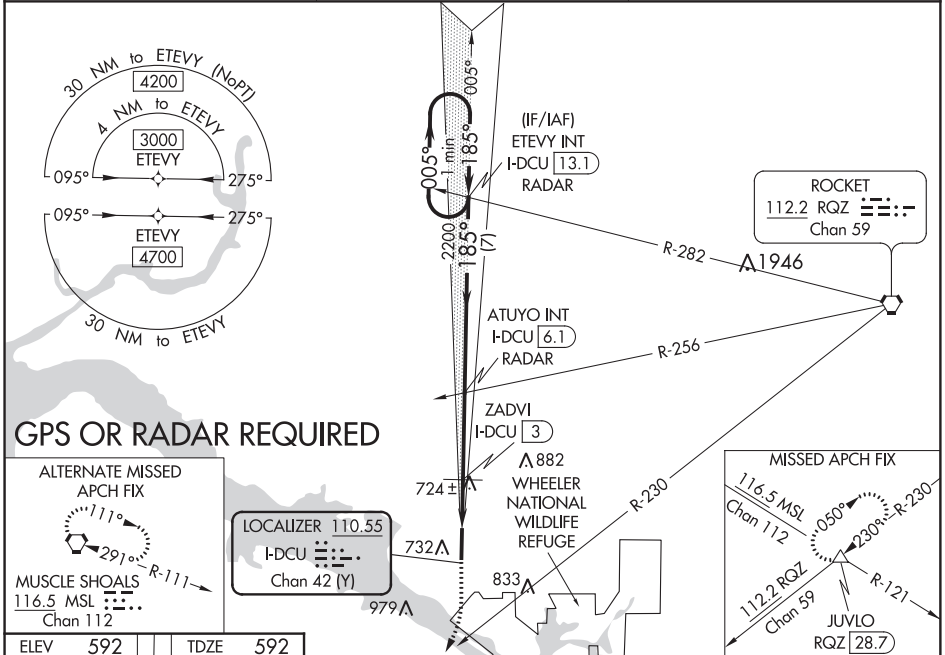 30 NM to ETEVY (NoPT)
4200
4 NM to ETEVY
3000
ETEVY
095°
275°
095°
275°
ETEVY
4700
30 NM to ETEVY
005°
005°
1 min
185°
2200
185°
(7)
(IF/IAF)
ETEVY INT
I-DCU 13.1
RADAR
ROCKET
112.2 RQZ
Chan 59
R-282
1946
ATUYO INT
I-DCU 6.1
RADAR
R-256
ZADVI
I-DCU 3
R-230
GPS OR RADAR REQUIRED
882
724 ±
WHEELER
NATIONAL
WILDLIFE
REFUGE
ALTERNATE MISSED
APCH FIX
111°
291°
R-111
MUSCLE SHOALS
116.5 MSL
Chan 112
LOCALIZER 110.55
I-DCU
Chan 42 (Y)
732
979
833
MISSED APCH FIX
116.5 MSL
Chan 112
050°
230°
R-230
112.2 RQZ
Chan 59
R-121
JUVLO
RQZ 28.7
ELEV 592
TDZE 592